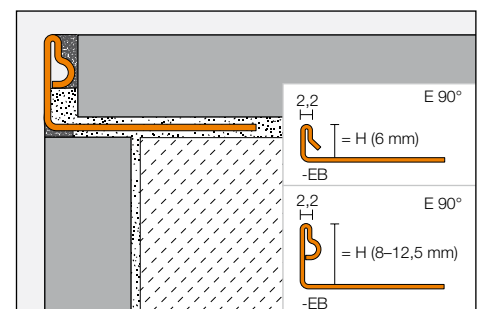 2,2 E 90°
= H (6 mm)
-EB
2,2 E 90°
= H (8–12,5 mm)
-EB